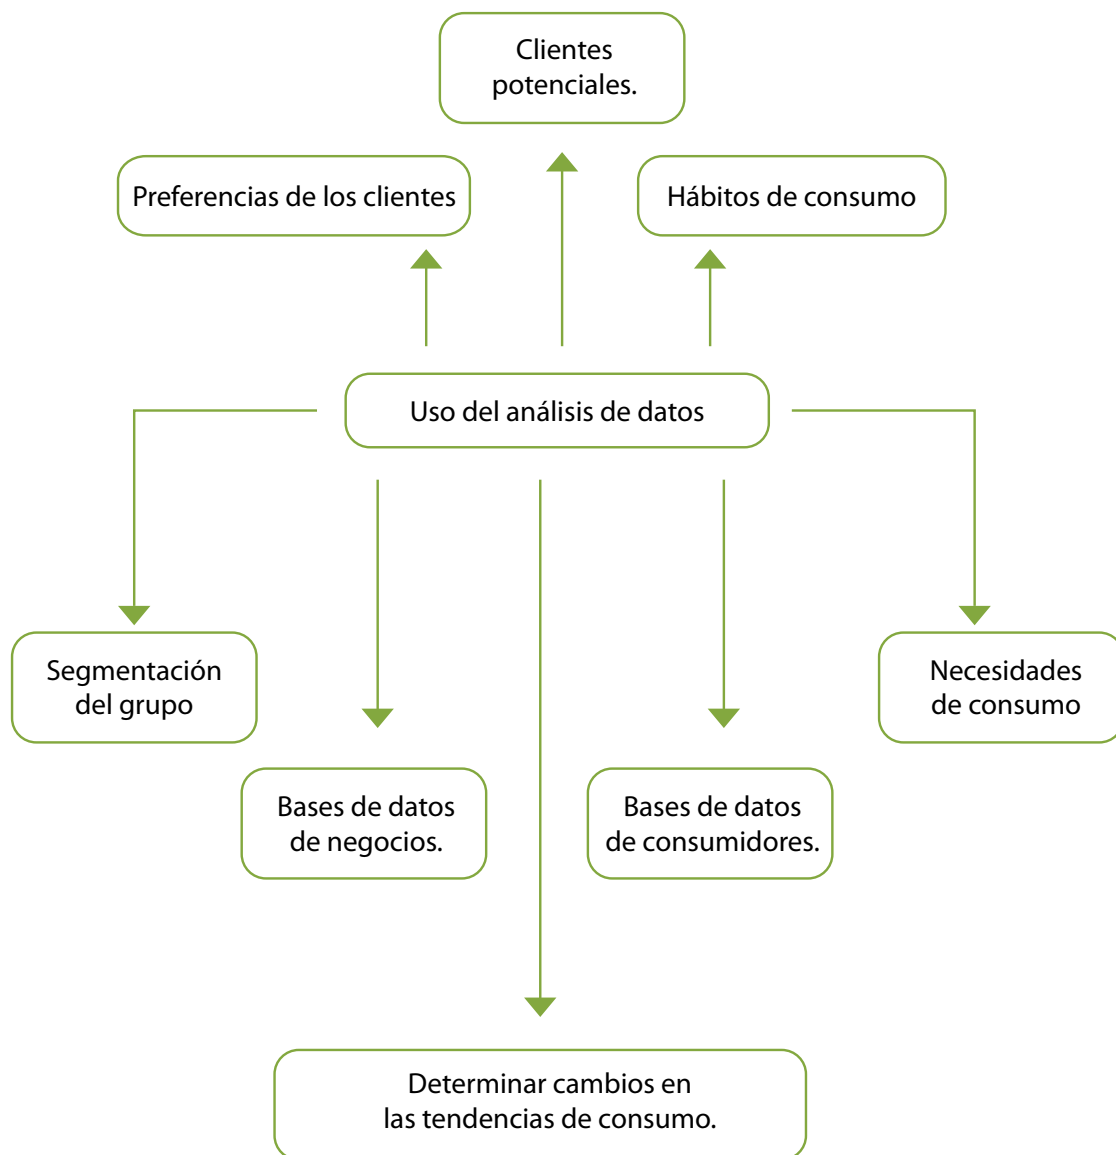 Clientes
potenciales.
Preferencias de los clientes
Hábitos de consumo
Uso del análisis de datos
Segmentación
del grupo
Necesidades
de consumo
Bases de datos
de negocios.
Bases de datos
de consumidores.
Determinar cambios en
las tendencias de consumo.